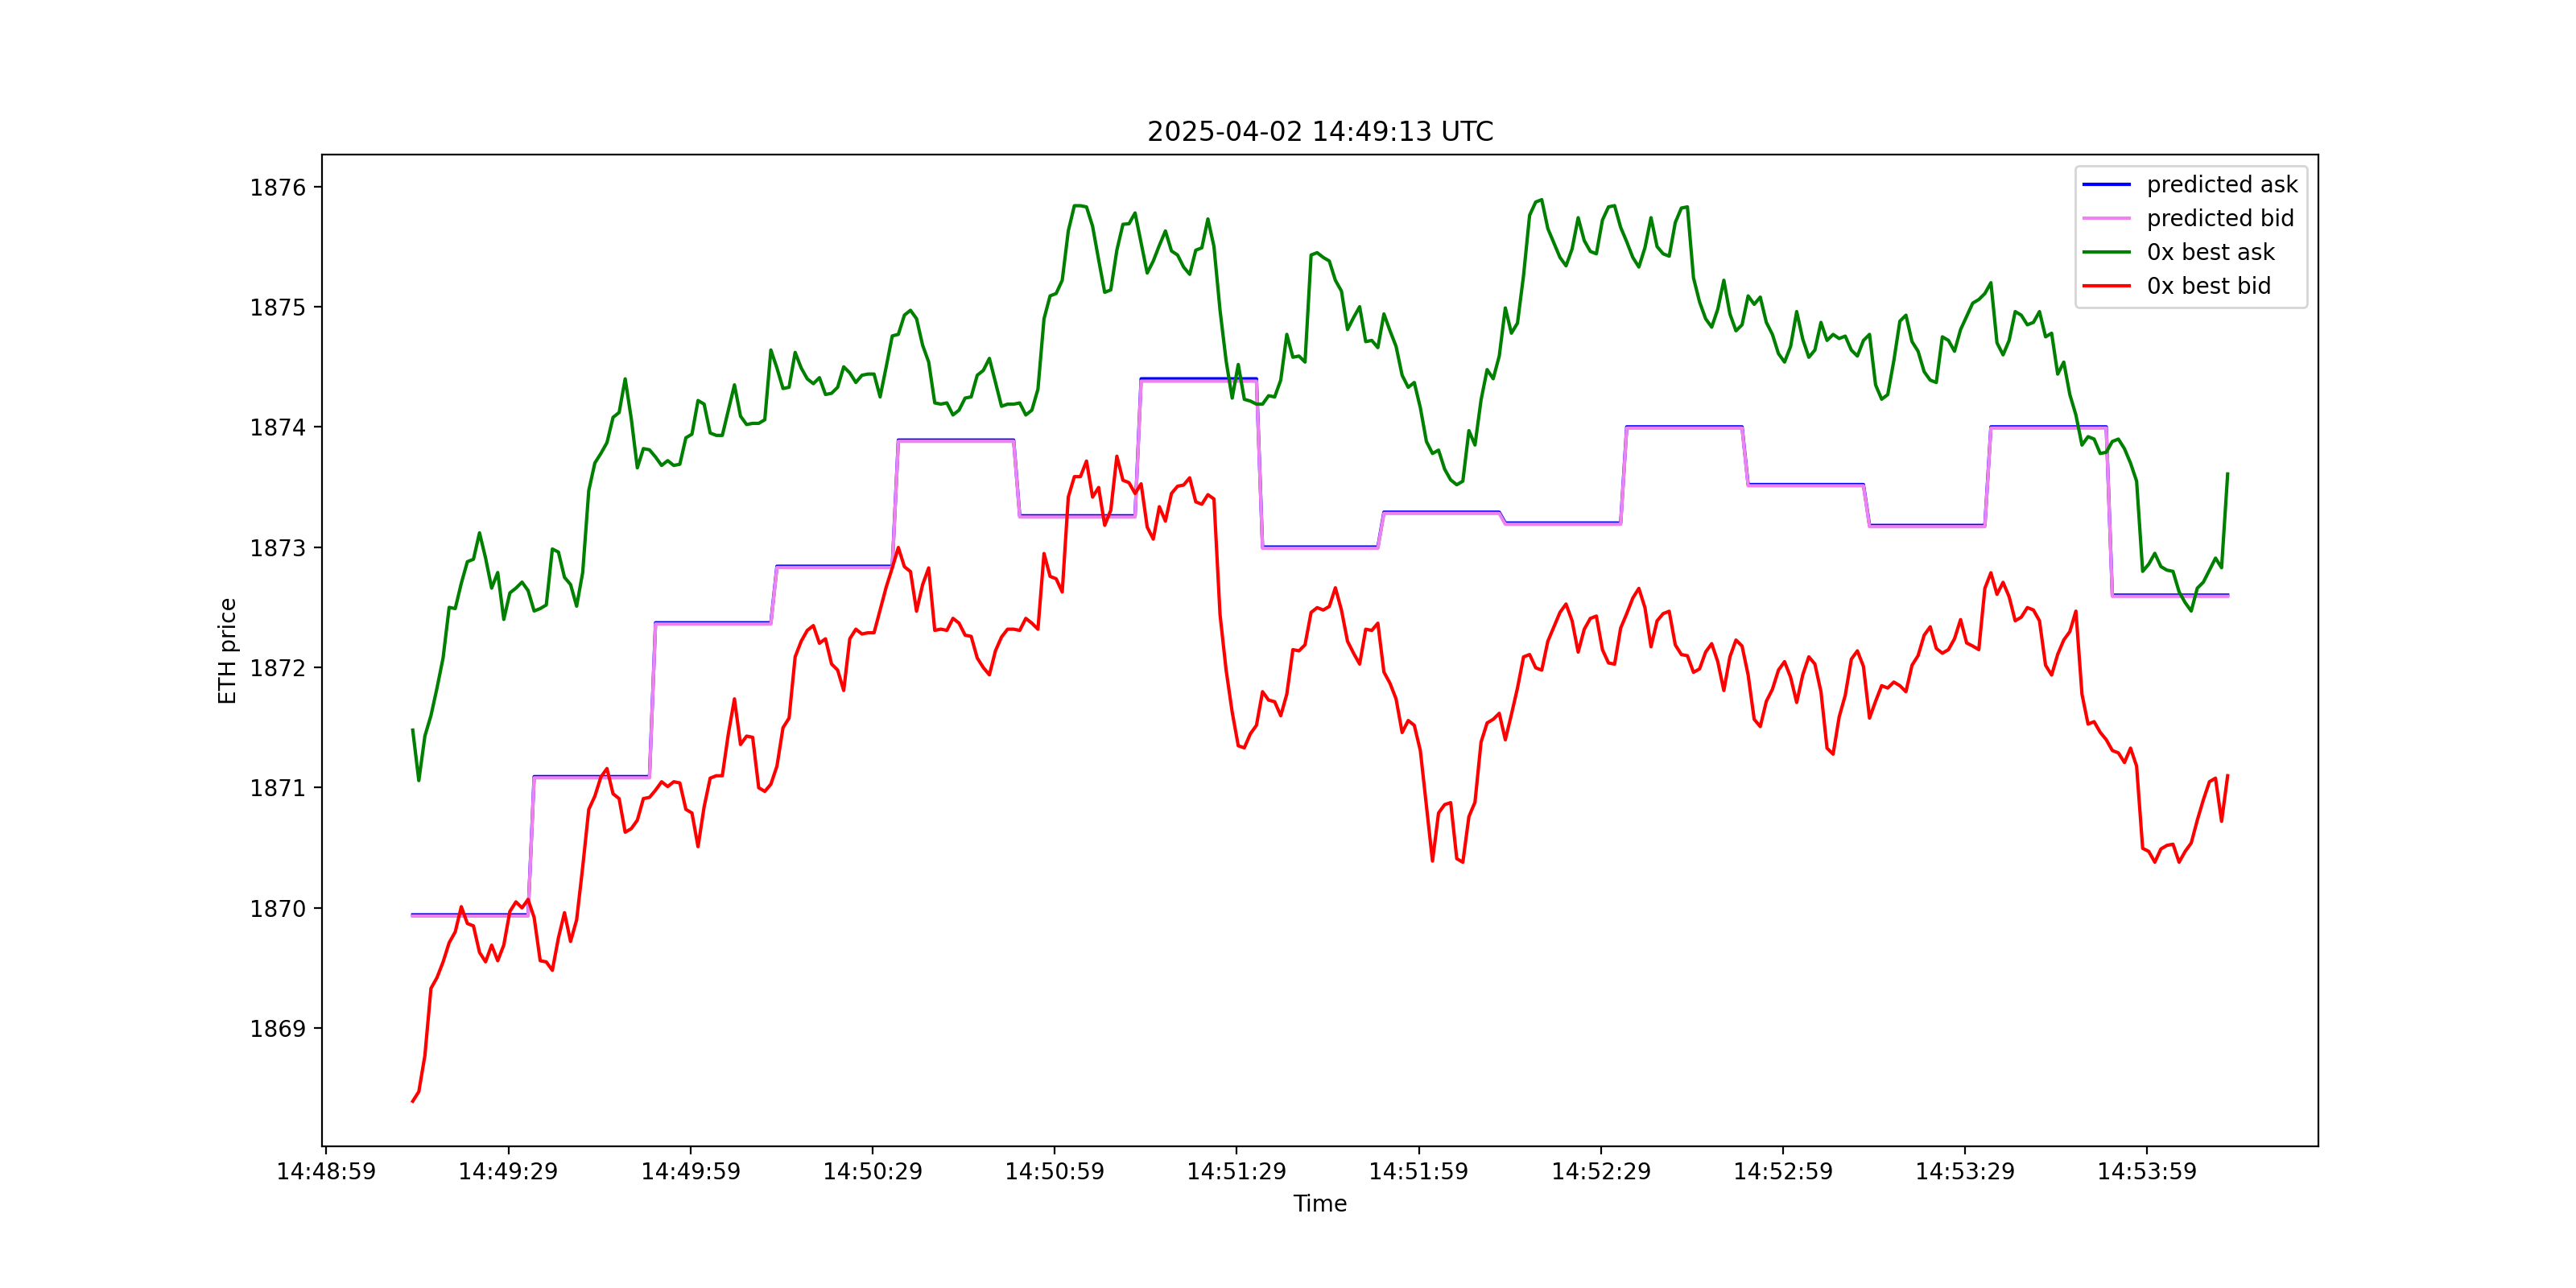 2025-04-02 14:49:13 UTC
predicted ask
predicted bid
0x best ask
0x best bid
1876
1875
1874
1873
1872
1871
1870
1869
ETH price
14:48:59 14:49:29 14:49:59 14:50:29 14:50:59 14:51:29 14:51:59 14:52:29 14:52:59 14:53:29 14:53:59
Time